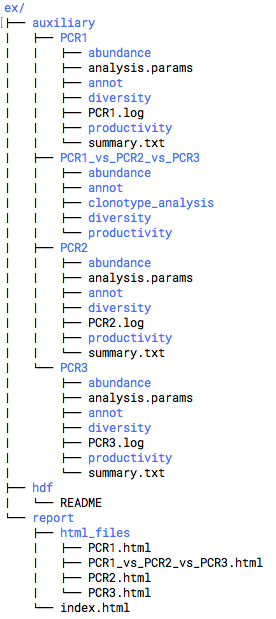 ex/
├── auxiliary
│   ├── PCR1
│   │   ├── abundance
│   │   ├── analysis.params
│   │   ├── annot
│   │   ├── diversity
│   │   ├── PCR1.log
│   │   ├── productivity
│   │   └── summary.txt
│   ├── PCR1_vs_PCR2_vs_PCR3
│   │   ├── abundance
│   │   ├── annot
│   │   ├── clonotype_analysis
│   │   ├── diversity
│   │   └── productivity
│   ├── PCR2
│   │   ├── abundance
│   │   ├── analysis.params
│   │   ├── annot
│   │   ├── diversity
│   │   ├── PCR2.log
│   │   ├── productivity
│   │   └── summary.txt
│   └── PCR3
│       ├── abundance
│       ├── analysis.params
│       ├── annot
│       ├── diversity
│       ├── PCR3.log
│       ├── productivity
│       └── summary.txt
├── hdf
│   └── README
└── report
    ├── html_files
    │   ├── PCR1.html
    │   ├── PCR1_vs_PCR2_vs_PCR3.html
    │   ├── PCR2.html
    │   └── PCR3.html
    └── index.html